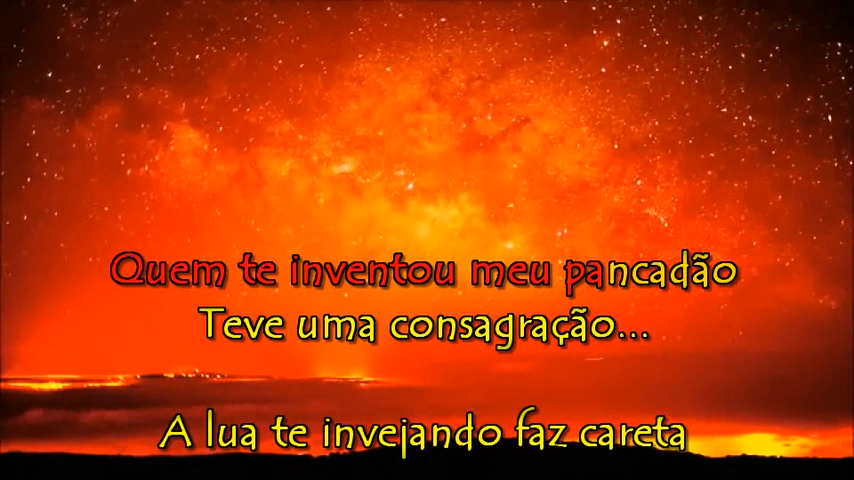 Quem te inventou meu pancadão
Teve uma consagração...
A lua te invejando faz careta